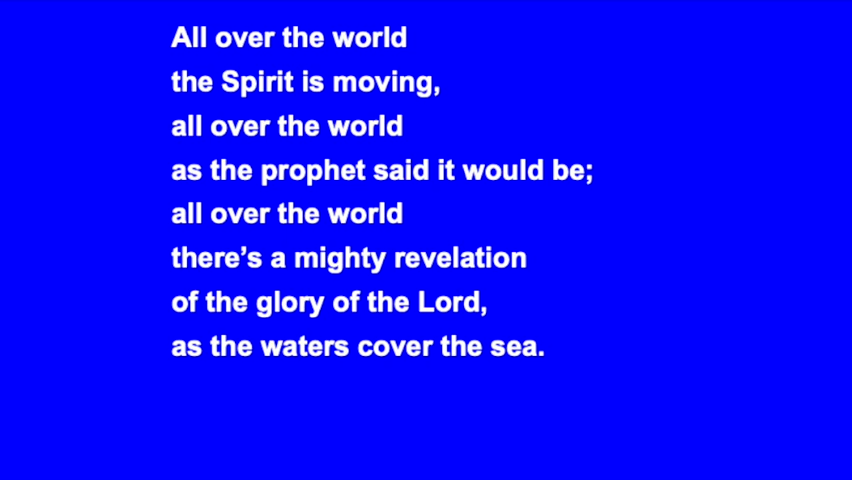 All over the world
the Spirit is moving,
all over the world
as the prophet said it would be;
all over the world
there’s a mighty revelation
of the glory of the Lord,
as the waters cover the sea.